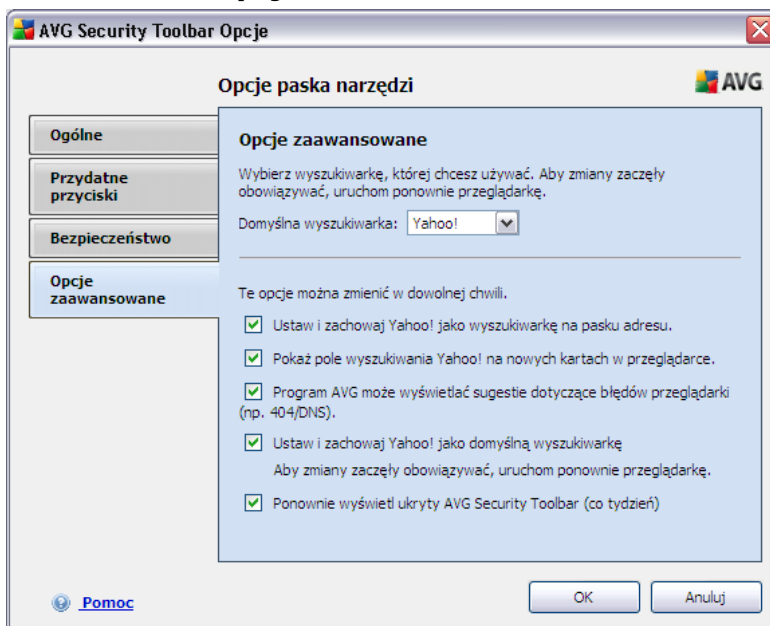 AVG Security Toolbar Opcje
Opcje paska narzędzi
AVG
Ogólne
Przydatne
przyciski
Bezpieczeństwo
Opcje
zaawansowane
Opcje zaawansowane
Wybierz wyszukiwarkę, której chcesz używać. Aby zmiany zaczęły
obowiązywać, uruchom ponownie przeglądarkę.
Domyślna wyszukiwarka: Yahoo!
Te opcje można zmienić w dowolnej chwili.
Ustaw i zachowaj Yahoo! jako wyszukiwarkę na pasku adresu.
Pokaż pole wyszukiwania Yahoo! na nowych kartach w przeglądarce.
Program AVG może wyświetlać sugestie dotyczące błędów przeglądarki
(np. 404/DNS).
Ustaw i zachowaj Yahoo! jako domyślną wyszukiwarkę
Aby zmiany zaczęły obowiązywać, uruchom ponownie przeglądarkę.
Ponownie wyświetl ukryty AVG Security Toolbar (co tydzień)
Pomoc
OK
Anuluj